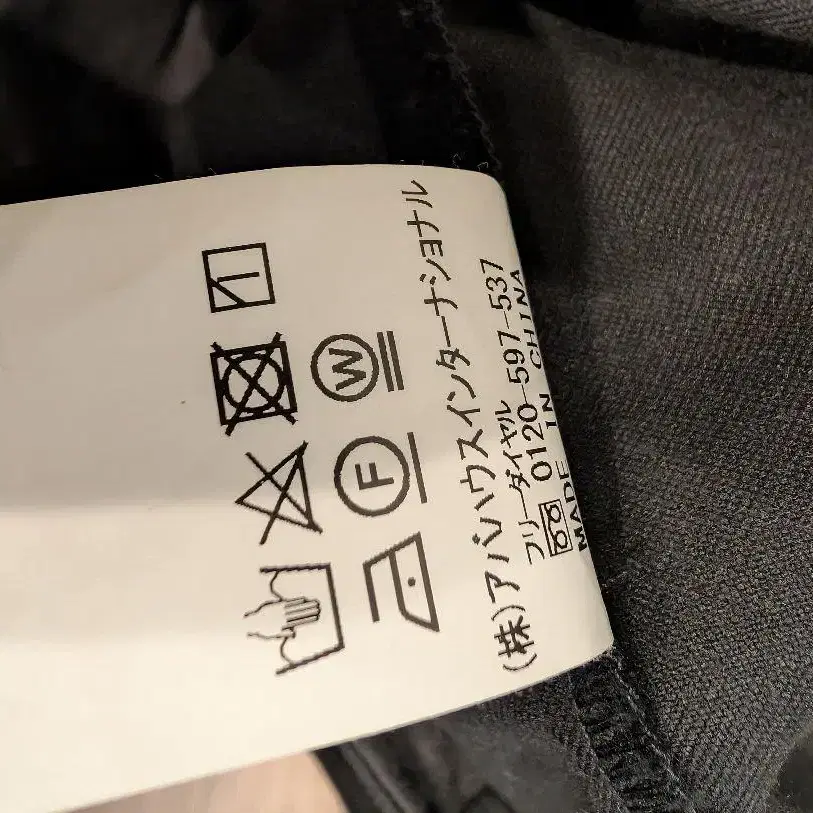 F W
(株)アバハウスインターナショナル
フリーダイヤル
0120-597-537
MADE IN CHINA